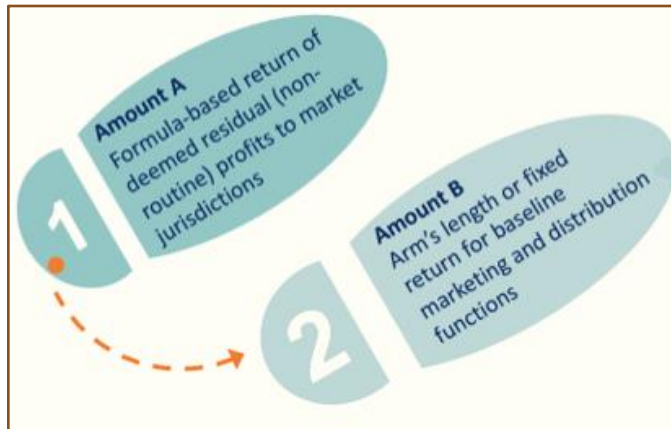 1
Amount A
Formula-based return of
deemed residual (non-
routine) profits to market
jurisdictions
2
Amount B
Arm's length or fixed
return for baseline
marketing and distribution
functions